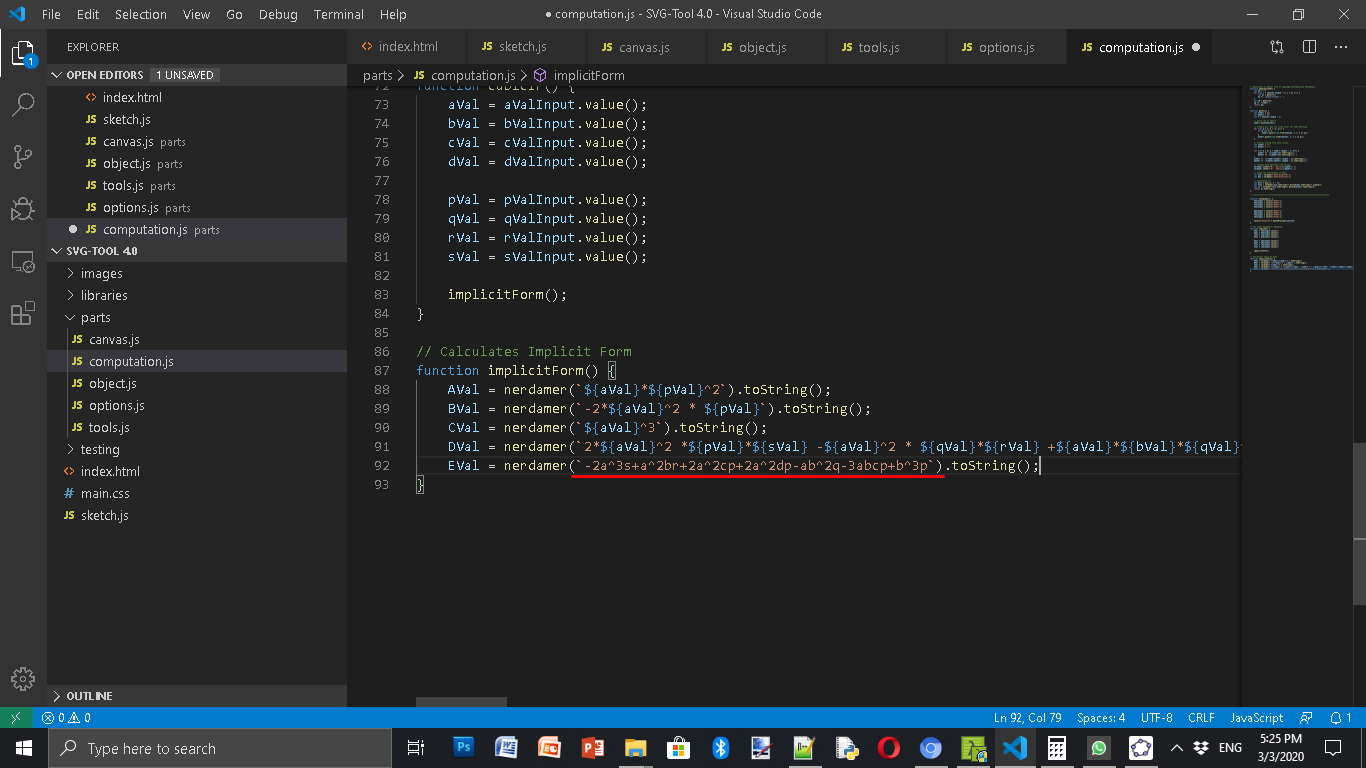 File Edit Selection View Go Debug Terminal Help
● computation.js - SVG-Tool 4.0 - Visual Studio Code
EXPLORER
OPEN EDITORS 1 UNSAVED
<> index.html
JS sketch.js
JS canvas.js parts
JS object.js parts
JS tools.js parts
JS options.js parts
● JS computation.js parts
SVG-TOOL 4.0
images
libraries
parts
JS canvas.js
JS computation.js
JS object.js
JS options.js
JS tools.js
testing
<> index.html
# main.css
JS sketch.js
OUTLINE
1
<> index.html JS sketch.js JS canvas.js JS object.js JS tools.js JS options.js JS computation.js ●
parts > JS computation.js > implicitForm
73 aVal = aValInput.value();
74 bVal = bValInput.value();
75 cVal = cValInput.value();
76 dVal = dValInput.value();
77
78 pVal = pValInput.value();
79 qVal = qValInput.value();
80 rVal = rValInput.value();
81 sVal = sValInput.value();
82
83 implicitForm();
84 }
85
86 // Calculates Implicit Form
87 function implicitForm() {
88 AVal = nerdamer(`${aVal}*${pVal}^2`).toString();
89 BVal = nerdamer(`-2*${aVal}^2 * ${pVal}`).toString();
90 CVal = nerdamer(`${aVal}^3`).toString();
91 DVal = nerdamer(`2*${aVal}^2 *${pVal}*${sVal} -${aVal}^2 * ${qVal}*${rVal} +${aVal}*${bVal}*${qVal}^
92 EVal = nerdamer(`-2a^3s+a^2br+2a^2cp+2a^2dp-ab^2q-3abcp+b^3p`).toString();
93 }
0 0
Ln 92, Col 79 Spaces: 4 UTF-8 CRLF JavaScript 1
Type here to search
Ps
ENG
5:25 PM
3/3/2020